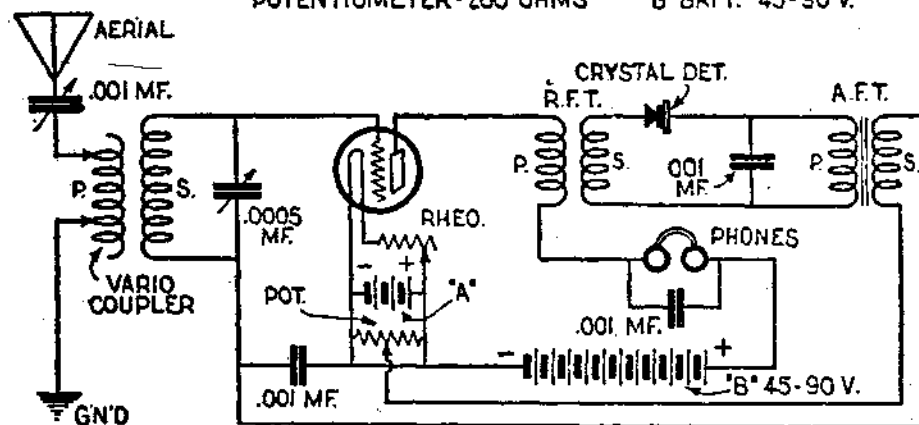 POTENTIOMETER-200 OHMS "B" BATT. 45-90 V.
AERIAL
.001 MF.
CRYSTAL DET.
R.F.T.
A.F.T.
P.
S.
.0005
MF.
RHEO.
P.
S.
.001
MF.
P.
S.
VARIO
COUPLER
PHONES
- +
"A"
POT.
.001 MF.
- +
.001 MF.
"B" 45-90 V.
G'N'D